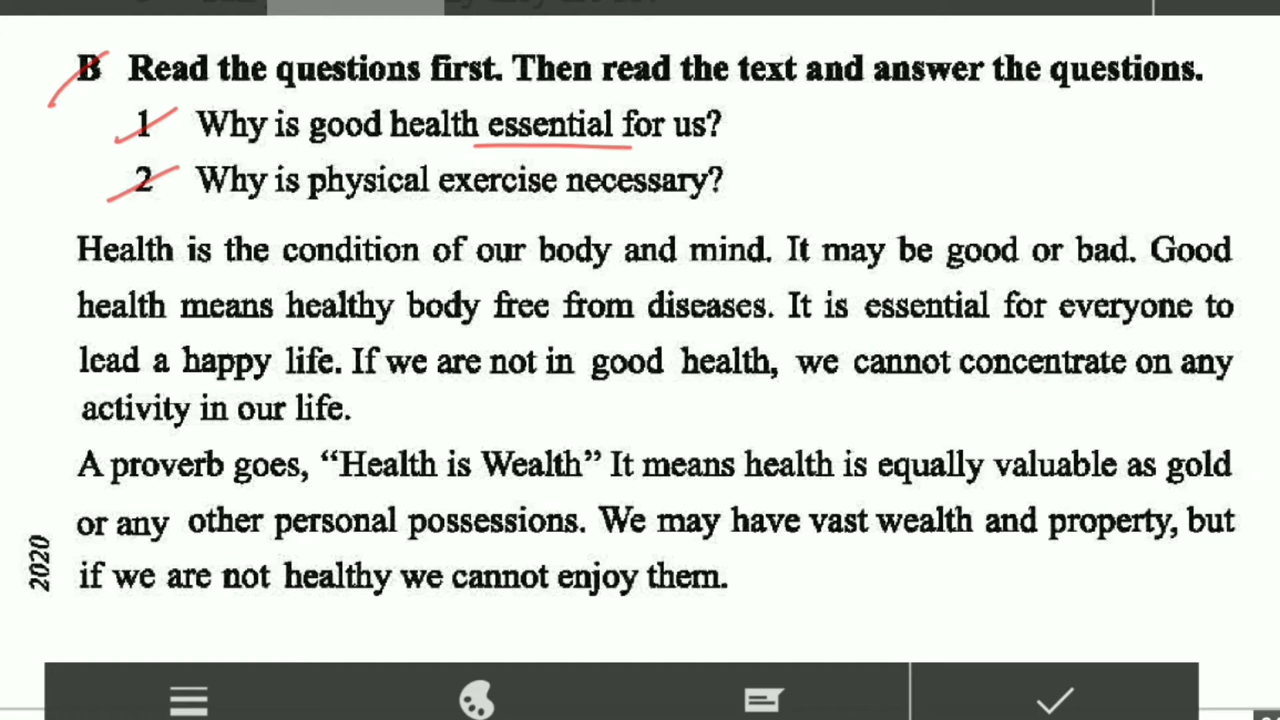 B Read the questions first. Then read the text and answer the questions.
1 Why is good health essential for us?
2 Why is physical exercise necessary?
Health is the condition of our body and mind. It may be good or bad. Good
health means healthy body free from diseases. It is essential for everyone to
lead a happy life. If we are not in good health, we cannot concentrate on any
activity in our life.
A proverb goes, “Health is Wealth” It means health is equally valuable as gold
or any other personal possessions. We may have vast wealth and property, but
if we are not healthy we cannot enjoy them.
2020